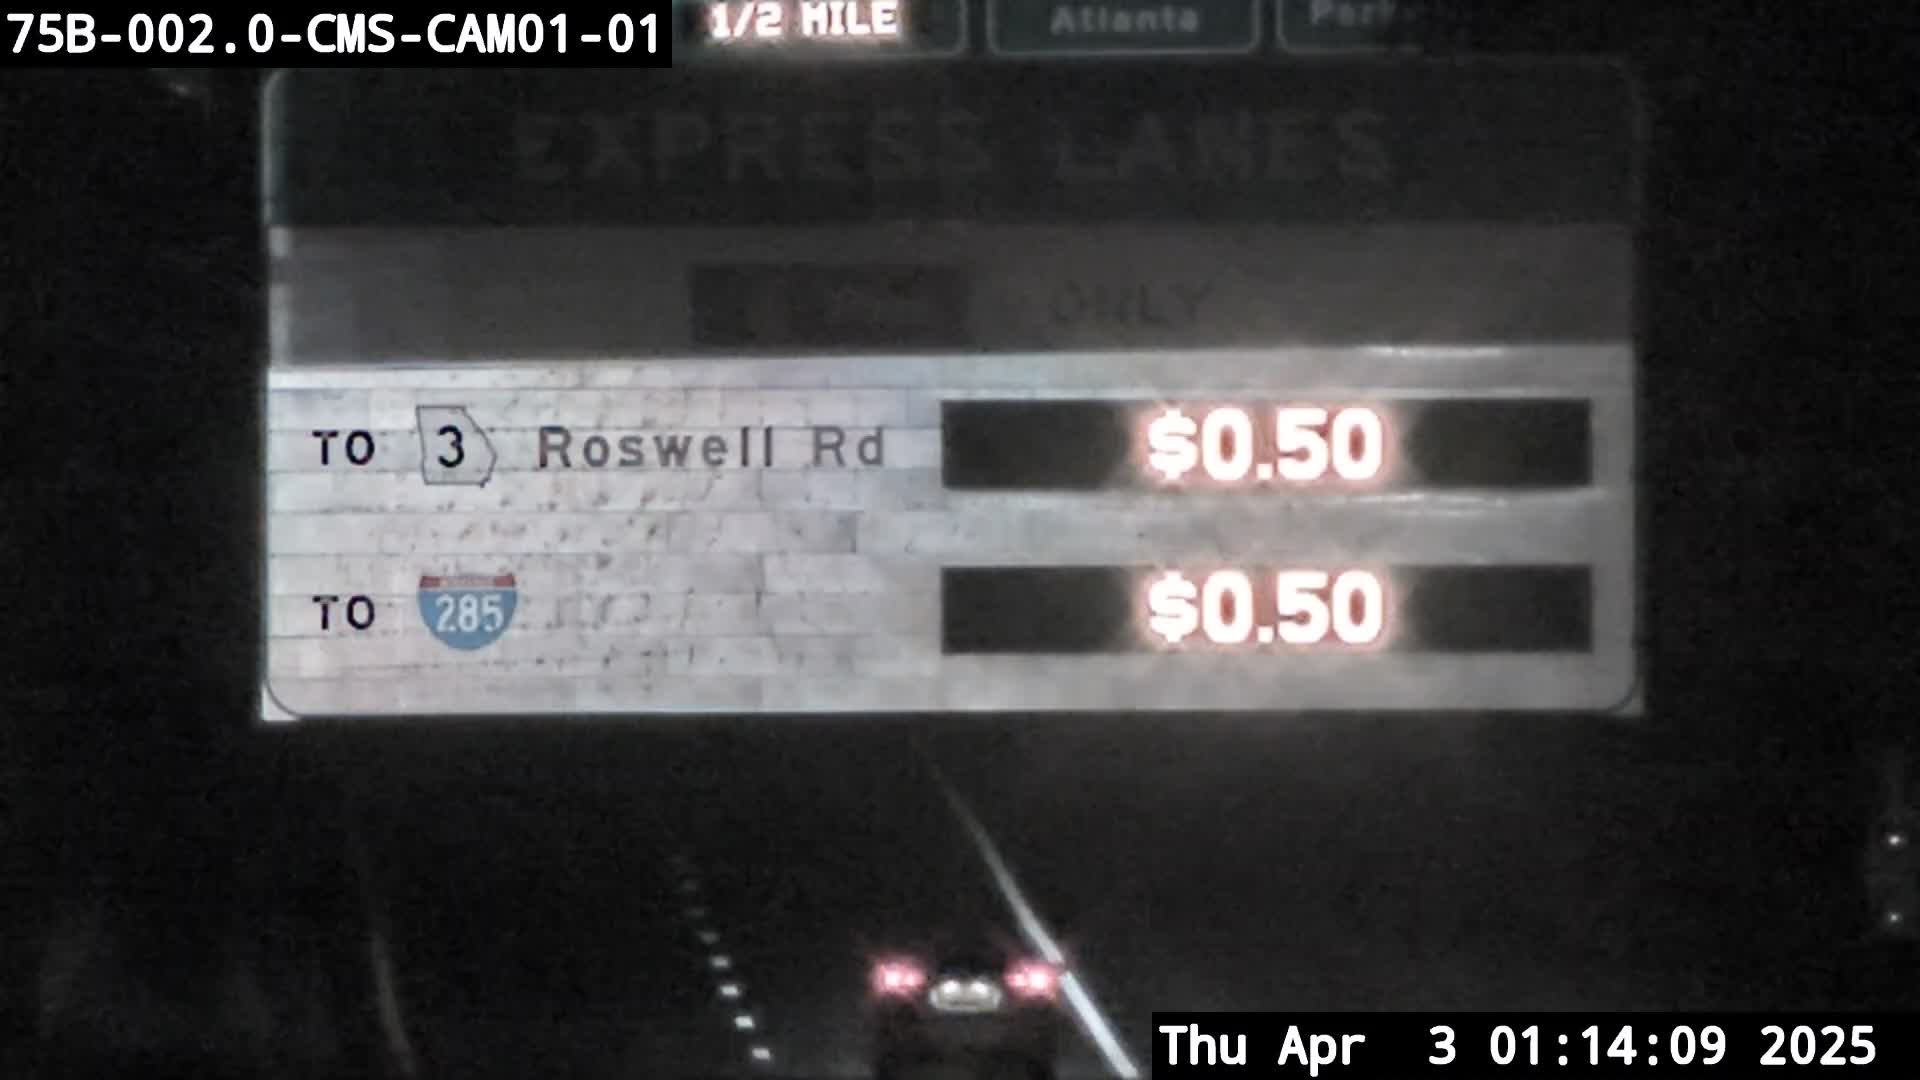 75B-002.0-CMS-CAM01-01
1/2 MILE
Atlanta
EXPRESS LANES
ONLY
TO 3 Roswell Rd $0.50
TO 285 $0.50
Thu Apr 3 01:14:09 2025